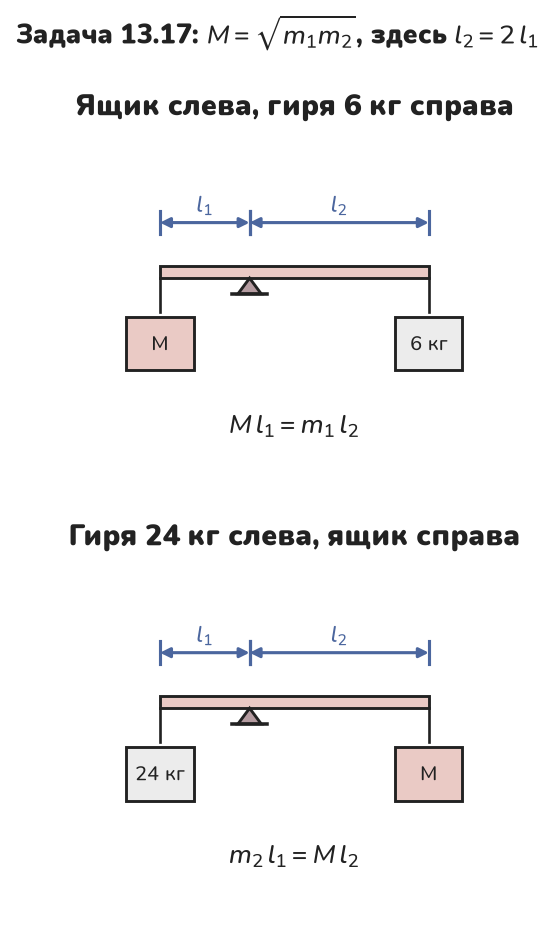 Задача 13.17: M = √m₁m₂, здесь l₂ = 2 l₁
Ящик слева, гиря 6 кг справа
l₁ l₂
M 6 кг
M l₁ = m₁ l₂
Гиря 24 кг слева, ящик справа
l₁ l₂
24 кг M
m₂ l₁ = M l₂